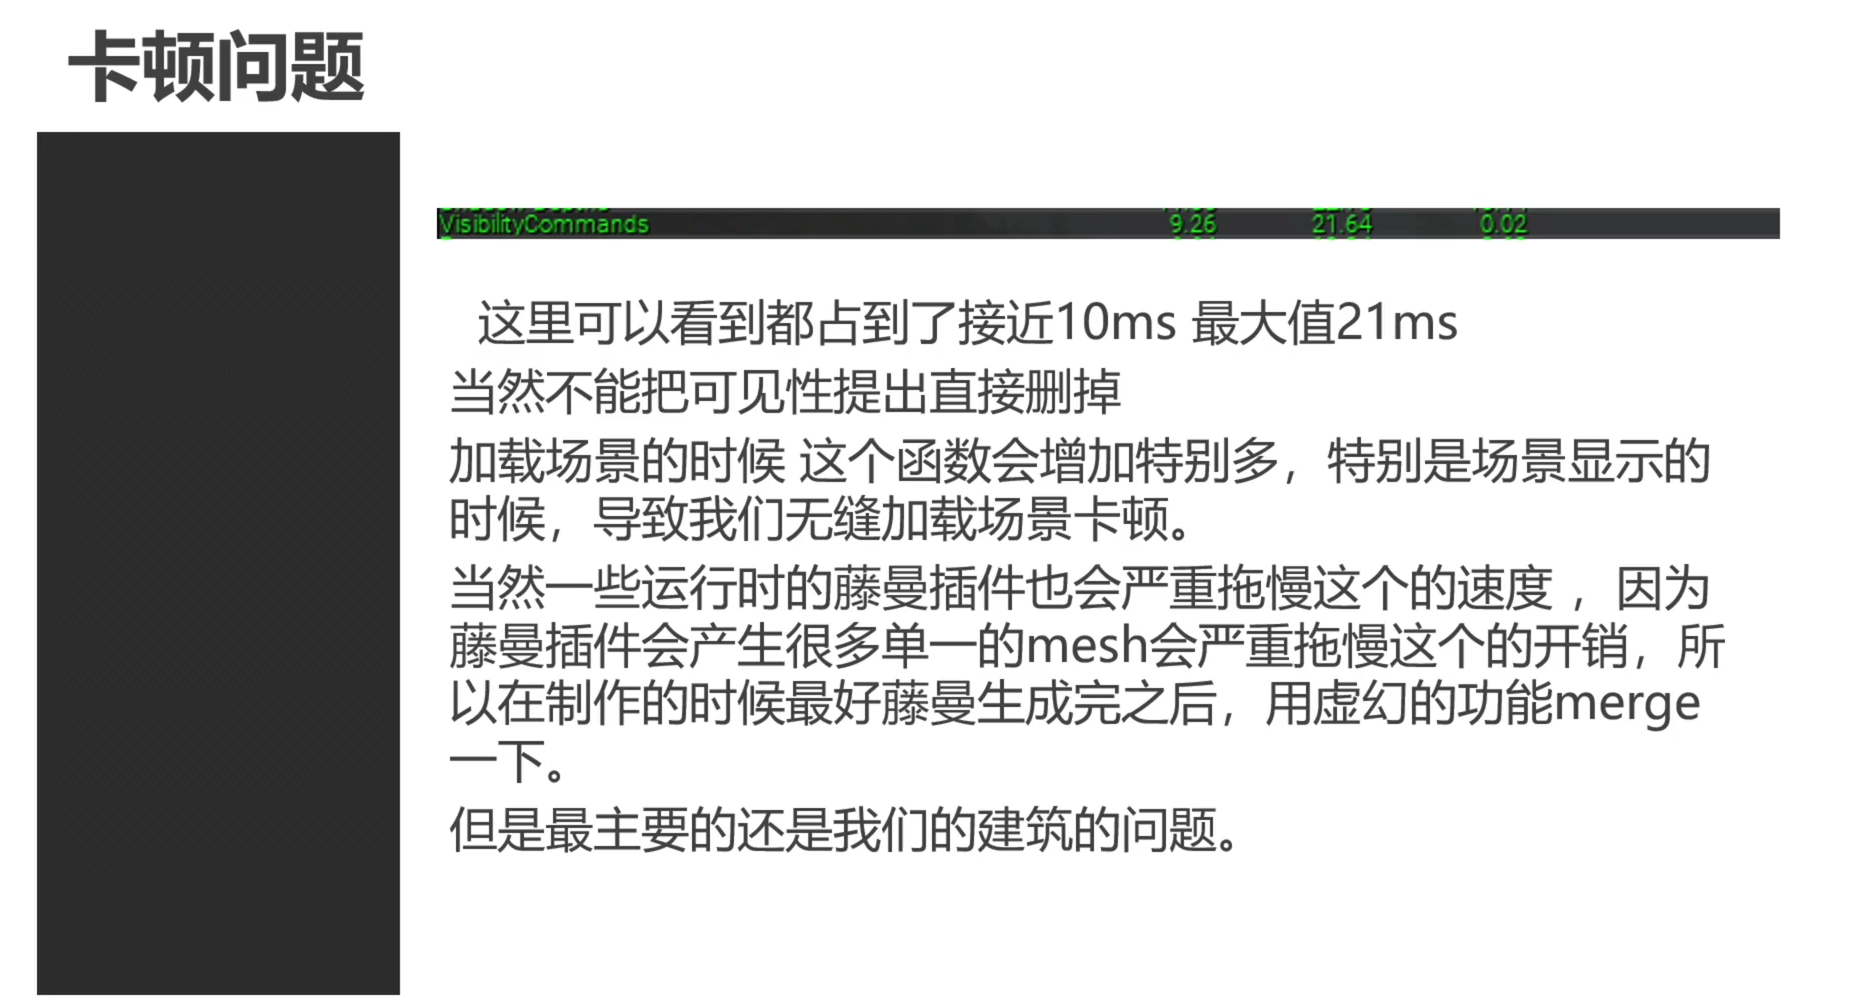 卡顿问题
VisibilityCommands 9.26 21.64 0.02
这里可以看到都占到了接近10ms 最大值21ms
当然不能把可见性提出直接删掉
加载场景的时候 这个函数会增加特别多，特别是场景显示的
时候，导致我们无缝加载场景卡顿。
当然一些运行时的藤曼插件也会严重拖慢这个的速度 ，因为
藤曼插件会产生很多单一的mesh会严重拖慢这个的开销，所
以在制作的时候最好藤曼生成完之后，用虚幻的功能merge
一下。
但是最主要的还是我们的建筑的问题。